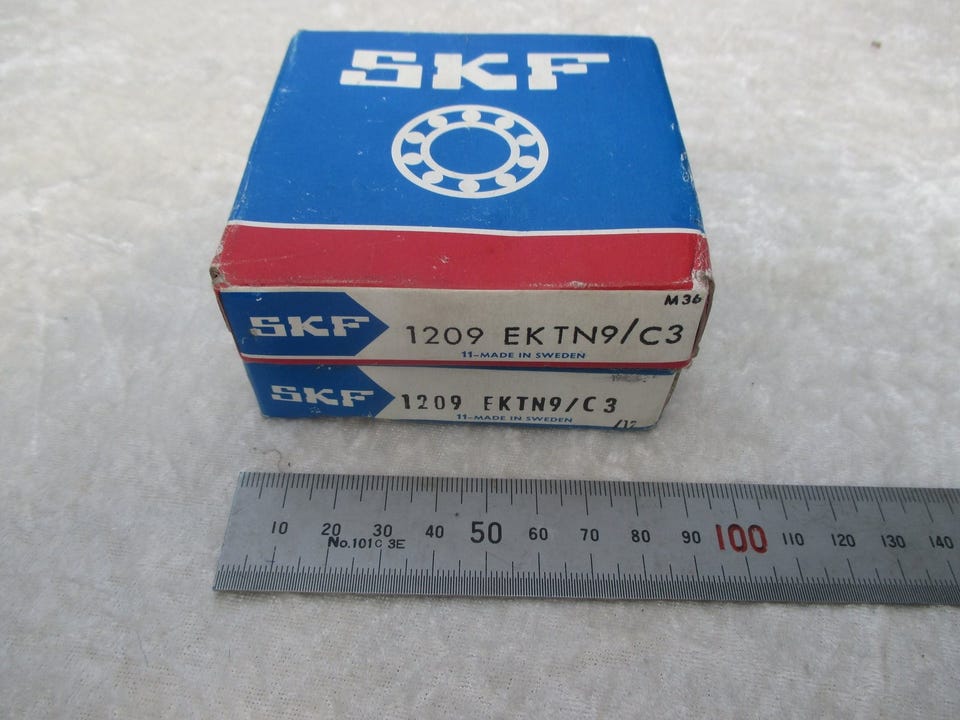 SKF
M36
SKF 1209 EKTN9/C3
11-MADE IN SWEDEN
SKF 1209 EKTN9/C3
11-MADE IN SWEDEN
/12
10 20 30 40 50 60 70 80 90 100 110 120 130 140
No.101C 3E